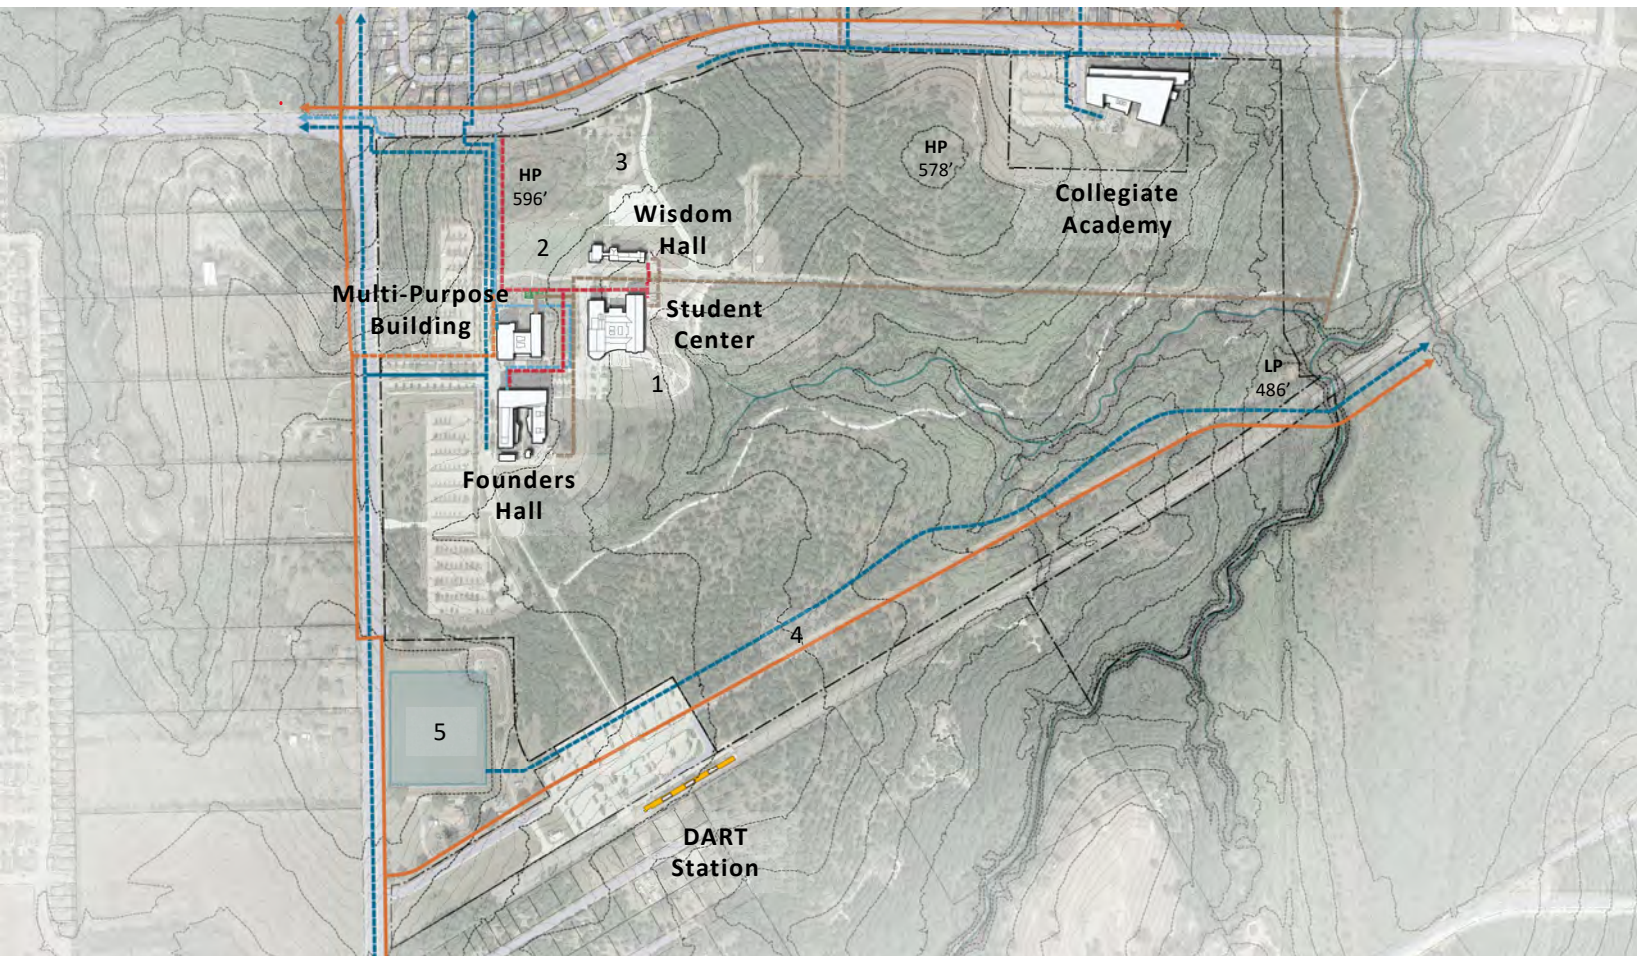 3
HP
596’
HP
578’
Collegiate
Academy
Wisdom
Hall
2
Multi-Purpose
Building
Student
Center
1
LP
486’
Founders
Hall
4
5
DART
Station